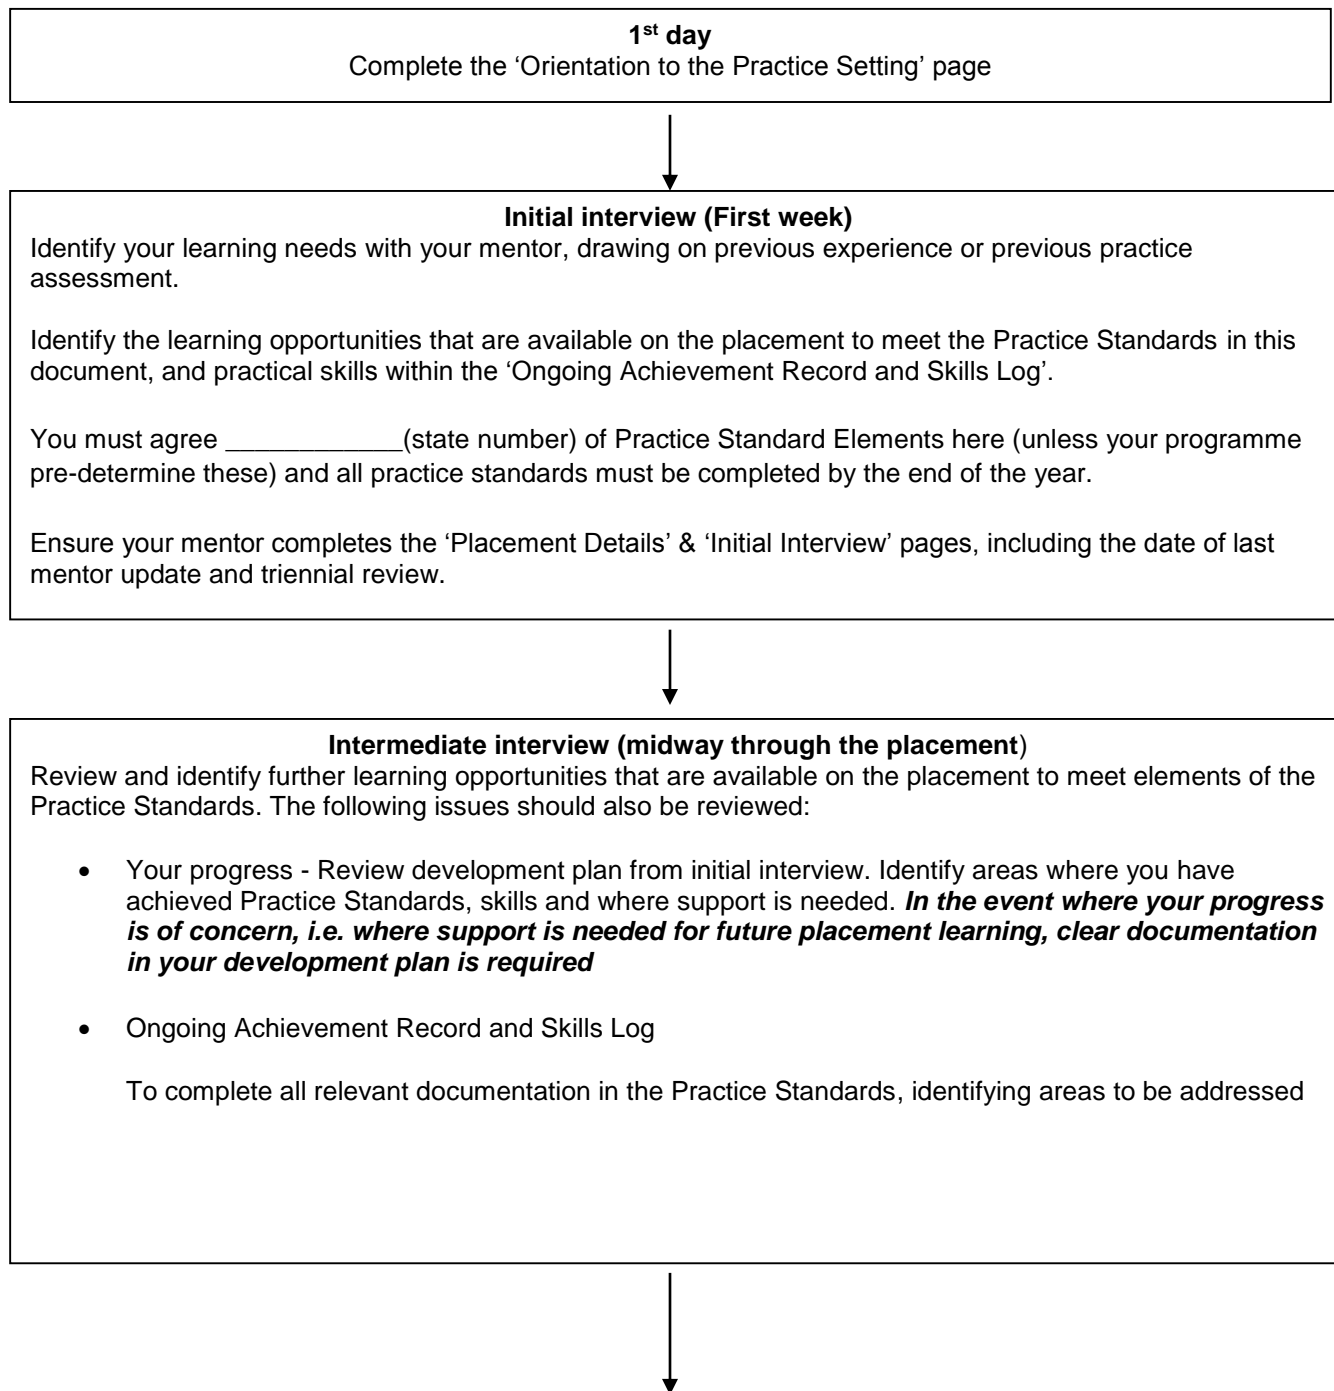 1st day
Complete the ‘Orientation to the Practice Setting’ page
Initial interview (First week)
Identify your learning needs with your mentor, drawing on previous experience or previous practice
assessment.
Identify the learning opportunities that are available on the placement to meet the Practice Standards in this
document, and practical skills within the ‘Ongoing Achievement Record and Skills Log’.
You must agree ____________(state number) of Practice Standard Elements here (unless your programme
pre-determine these) and all practice standards must be completed by the end of the year.
Ensure your mentor completes the ‘Placement Details’ & ‘Initial Interview’ pages, including the date of last
mentor update and triennial review.
Intermediate interview (midway through the placement)
Review and identify further learning opportunities that are available on the placement to meet elements of the
Practice Standards. The following issues should also be reviewed:
• Your progress - Review development plan from initial interview. Identify areas where you have
achieved Practice Standards, skills and where support is needed. In the event where your progress
is of concern, i.e. where support is needed for future placement learning, clear documentation
in your development plan is required
• Ongoing Achievement Record and Skills Log
To complete all relevant documentation in the Practice Standards, identifying areas to be addressed